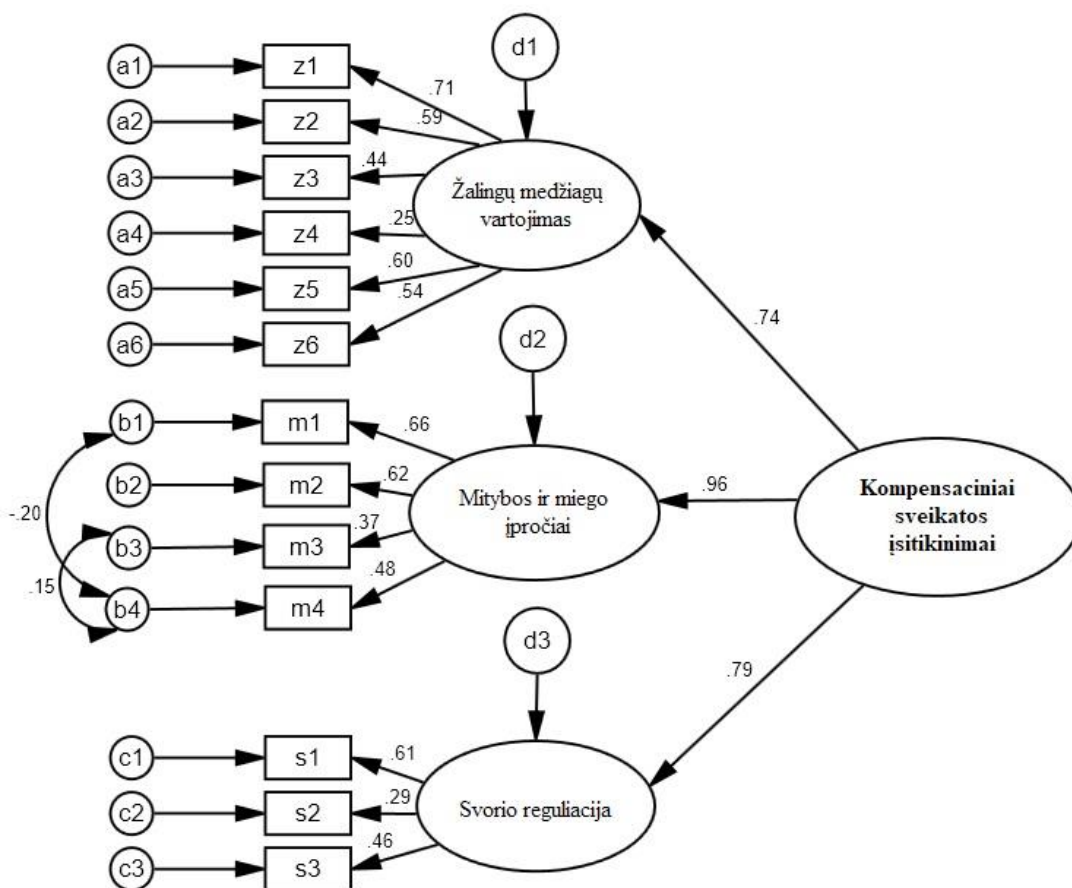 d1
a1
z1
.71
a2
z2
.59
a3
z3
.44
Žalingų medžiagų
vartojimas
a4
z4
.25
a5
z5
.60
a6
z6
.54
.74
d2
b1
m1
.66
b2
m2
.62
Mitybos ir miego
įpročiai
.96
Kompensaciniai
sveikatos
įsitikinimai
-.20
b3
m3
.37
.15
b4
m4
.48
d3
.79
c1
s1
.61
c2
s2
.29
Svorio reguliacija
c3
s3
.46